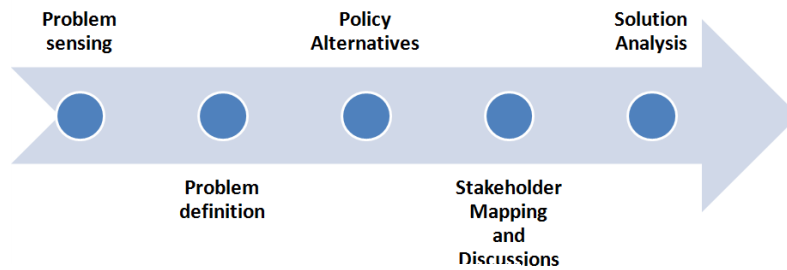 Problem
sensing
Problem
definition
Policy
Alternatives
Stakeholder
Mapping
and
Discussions
Solution
Analysis